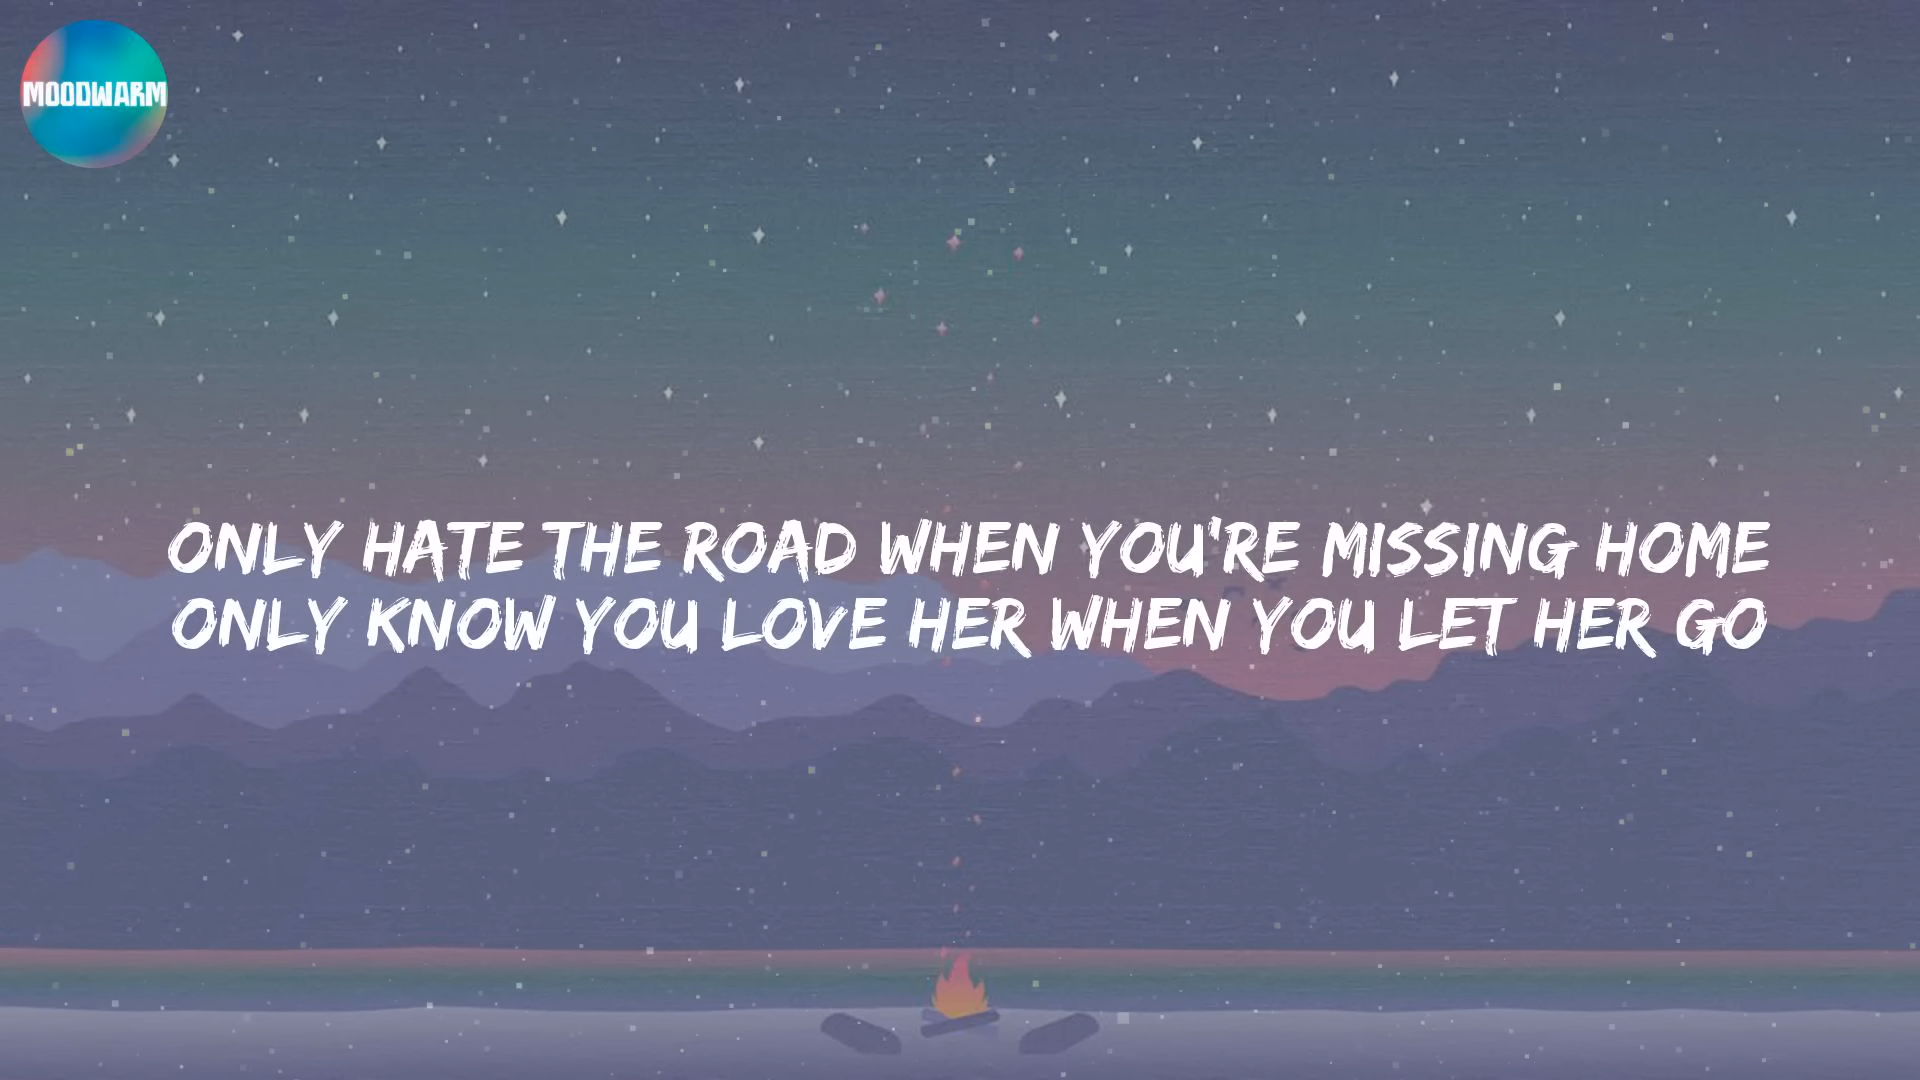 MOODWARM
ONLY HATE THE ROAD WHEN YOU'RE MISSING HOME
ONLY KNOW YOU LOVE HER WHEN YOU LET HER GO